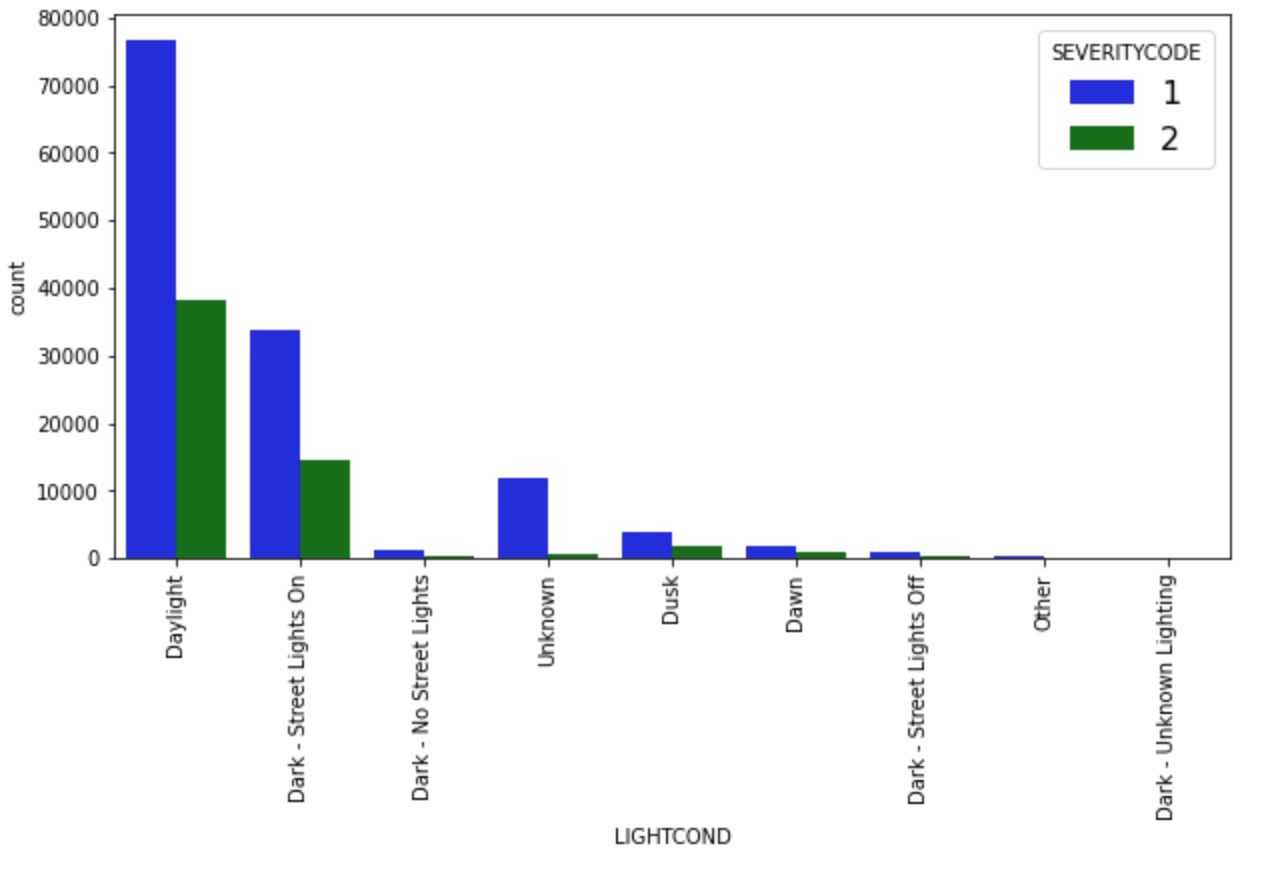 80000
70000
60000
50000
40000
30000
20000
10000
0
count
SEVERITYCODE
1
2
Daylight
Dark - Street Lights On
Dark - No Street Lights
Unknown
Dusk
Dawn
Dark - Street Lights Off
Other
Dark - Unknown Lighting
LIGHTCOND